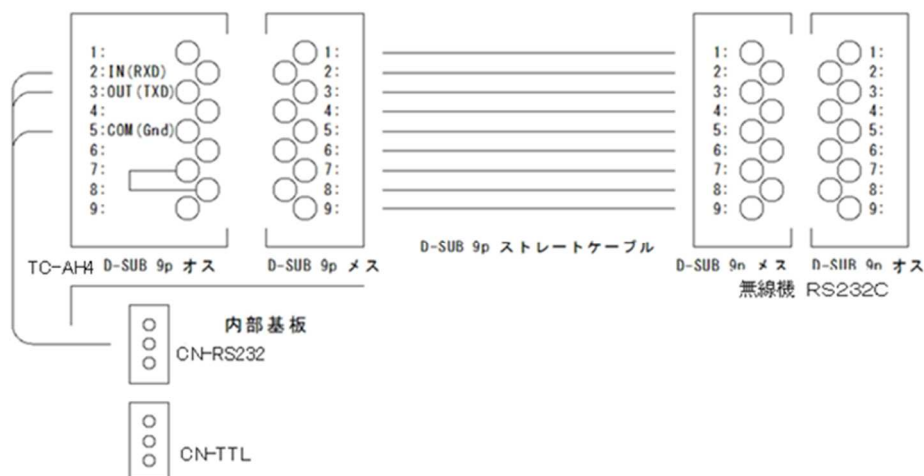 1:
2:IN(RXD)
3:OUT(TXD)
4:
5:COM(Gnd)
6:
7:
8:
9:
1:
2:
3:
4:
5:
6:
7:
8:
9:
1:
2:
3:
4:
5:
6:
7:
8:
9:
1:
2:
3:
4:
5:
6:
7:
8:
9:
TC-AH4 D-SUB 9p オス
D-SUB 9p メス
D-SUB 9p ストレートケーブル
D-SUB 9p メス
D-SUB 9p オス
無線機 RS232C
内部基板
CN-RS232
CN-TTL